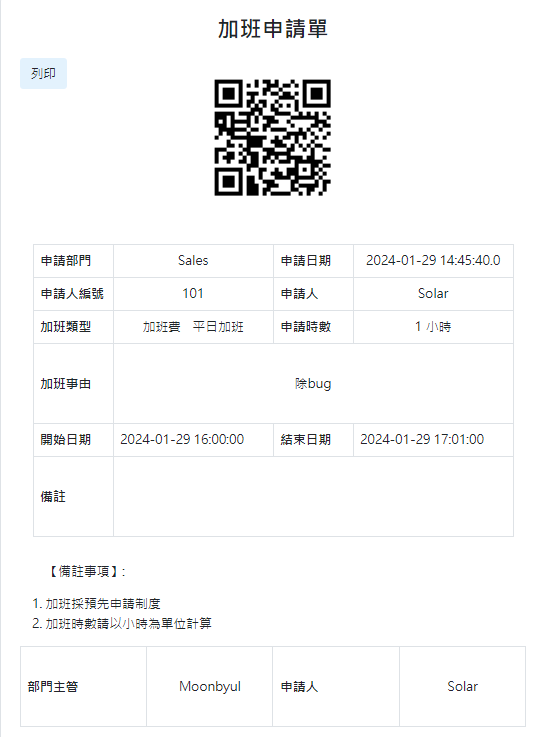 加班申請單
列印
申請部門 Sales 申請日期 2024-01-29 14:45:40.0
申請人編號 101 申請人 Solar
加班類型 加班費 平日加班 申請時數 1 小時
加班事由 除bug
開始日期 2024-01-29 16:00:00 結束日期 2024-01-29 17:01:00
備註
【備註事項】:
1. 加班採預先申請制度
2. 加班時數請以小時為單位計算
部門主管 Moonbyul 申請人 Solar